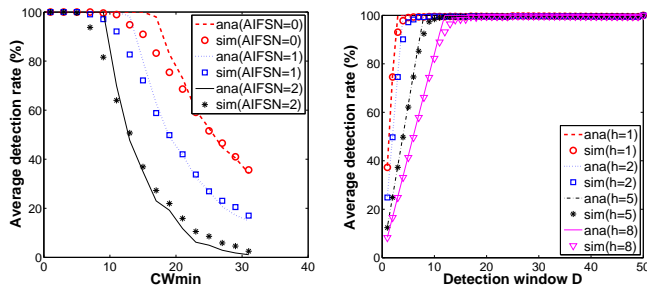 100
80
60
40
20
0
0
10
20
30
40
Average detection rate (%)
CWmin
ana(AIFSN=0)
sim(AIFSN=0)
ana(AIFSN=1)
sim(AIFSN=1)
ana(AIFSN=2)
sim(AIFSN=2)
100
80
60
40
20
0
0
10
20
30
40
50
Average detection rate (%)
Detection window D
ana(h=1)
sim(h=1)
ana(h=2)
sim(h=2)
ana(h=5)
sim(h=5)
ana(h=8)
sim(h=8)